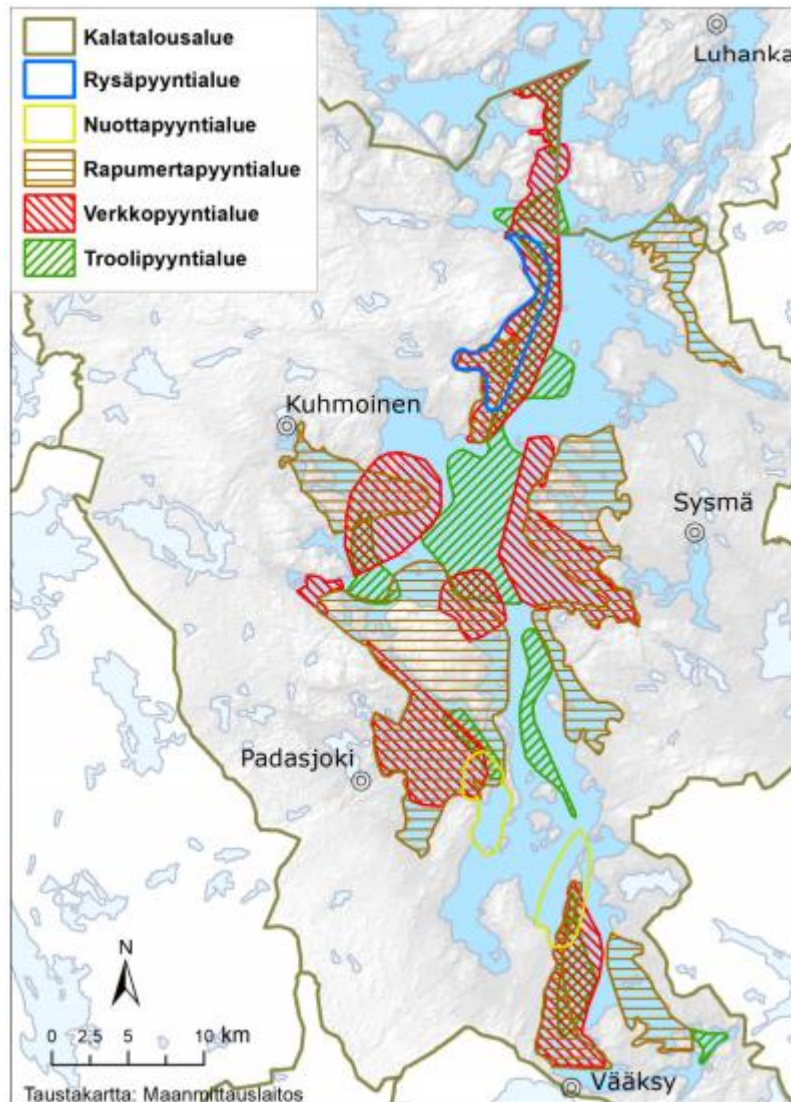 Kalatalousalue
Rysäpyyntialue
Nuottapyyntialue
Rapumertapyyntialue
Verkkopyyntialue
Troolipyyntialue
Luhanka
Kuhmoinen
Sysmä
Padasjoki
N
0 2.5 5 10 km
Vääksy
Taustakartta: Maanmittauslaitos